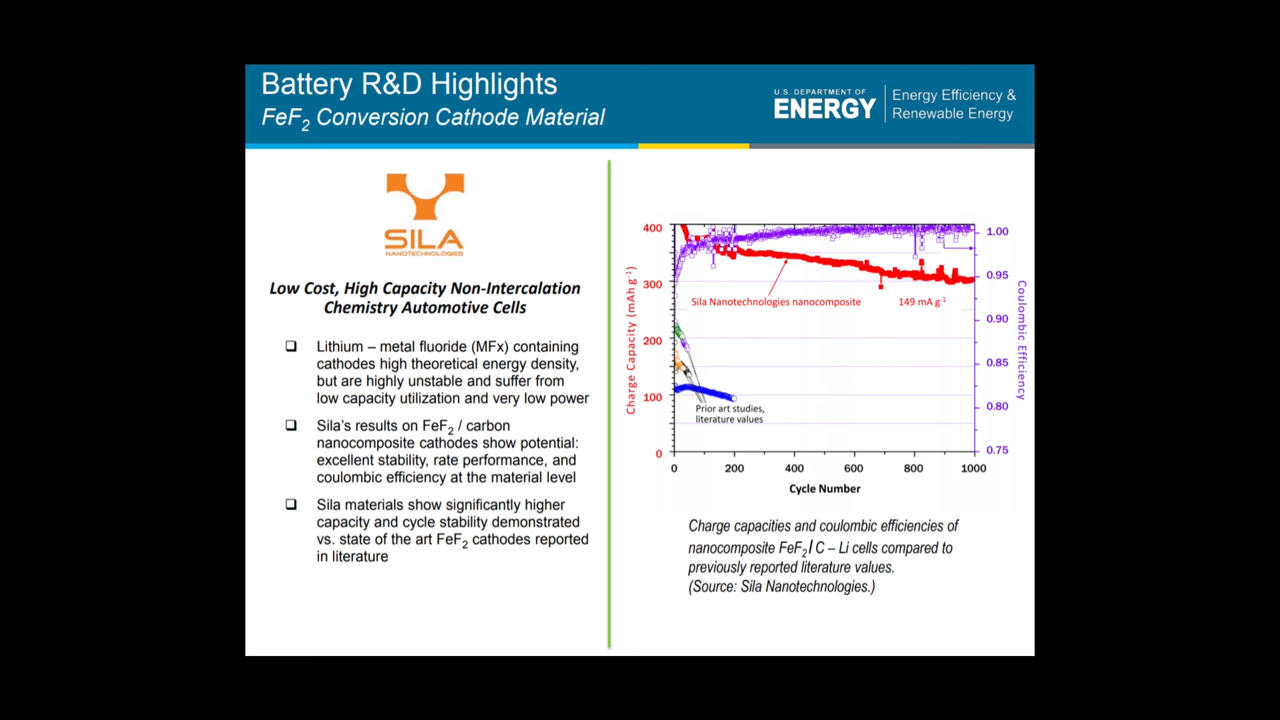 Battery R&D Highlights
FeF2 Conversion Cathode Material
U.S. DEPARTMENT OF
ENERGY
Energy Efficiency &
Renewable Energy
SILA
NANOTECHNOLOGIES
Low Cost, High Capacity Non-Intercalation
Chemistry Automotive Cells
❑ Lithium – metal fluoride (MFx) containing
cathodes high theoretical energy density,
but are highly unstable and suffer from
low capacity utilization and very low power
❑ Sila's results on FeF2 / carbon
nanocomposite cathodes show potential:
excellent stability, rate performance, and
coulombic efficiency at the material level
❑ Sila materials show significantly higher
capacity and cycle stability demonstrated
vs. state of the art FeF2 cathodes reported
in literature
Charge Capacity (mAh g-1)
400
300
200
100
0
Sila Nanotechnologies nanocomposite
149 mA g-1
Prior art studies,
literature values
1.00
0.95
0.90
0.85
0.80
0.75
Coulombic Efficiency
0 200 400 600 800 1000
Cycle Number
Charge capacities and coulombic efficiencies of
nanocomposite FeF2/ C – Li cells compared to
previously reported literature values.
(Source: Sila Nanotechnologies.)